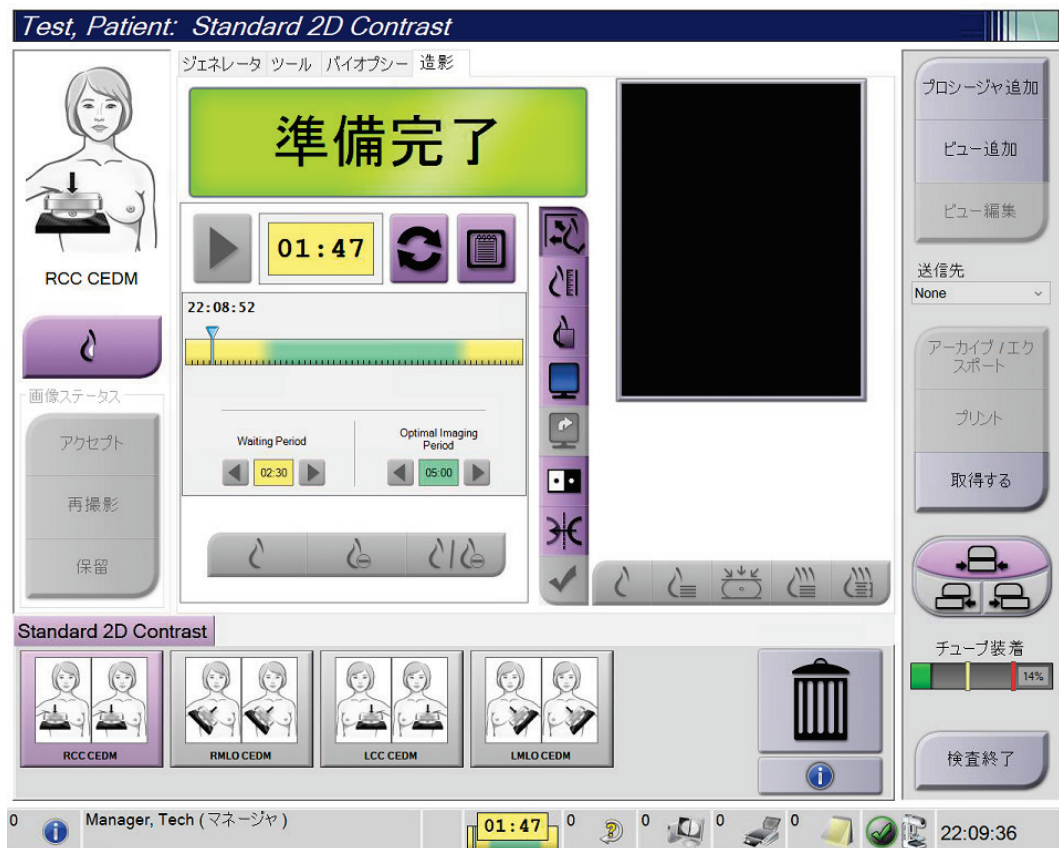 Test, Patient: Standard 2D Contrast
ジェネレータ ツール バイオプシー 造影
準備完了
RCC CEDM
01:47
22:08:52
Waiting Period
Optimal Imaging
Period
02:30
05:00
画像ステータス
アクセプト
再撮影
保留
プロシージャ追加
ビュー追加
ビュー編集
送信先
None
アーカイブ / エク
スポート
プリント
取得する
チューブ装着
14%
検査終了
Standard 2D Contrast
RCC CEDM
RMLO CEDM
LCC CEDM
LMLO CEDM
0
Manager, Tech ( マネージャ )
01:47
0
0
0
0
22:09:36